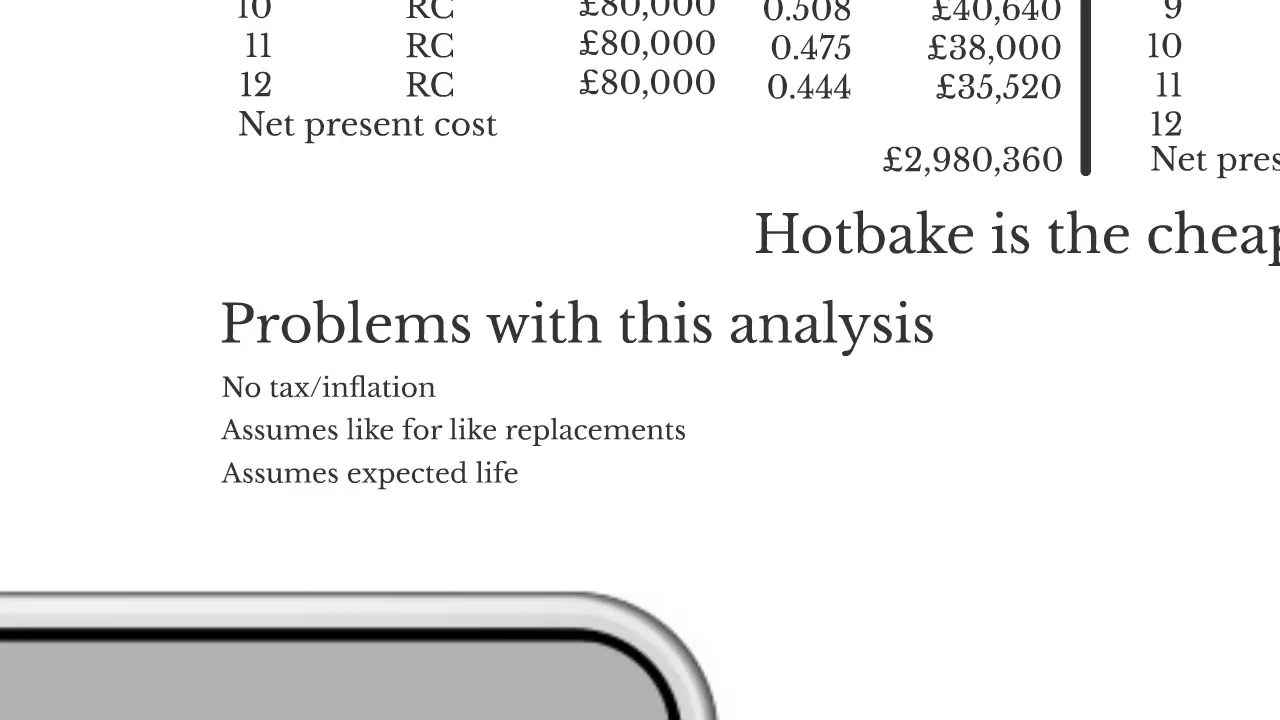 10 RC £80,000 0.508 £40,640 9
11 RC £80,000 0.475 £38,000 10
12 RC £80,000 0.444 £35,520 11
Net present cost 12
£2,980,360 Net pres
Hotbake is the cheap
Problems with this analysis
No tax/inflation
Assumes like for like replacements
Assumes expected life